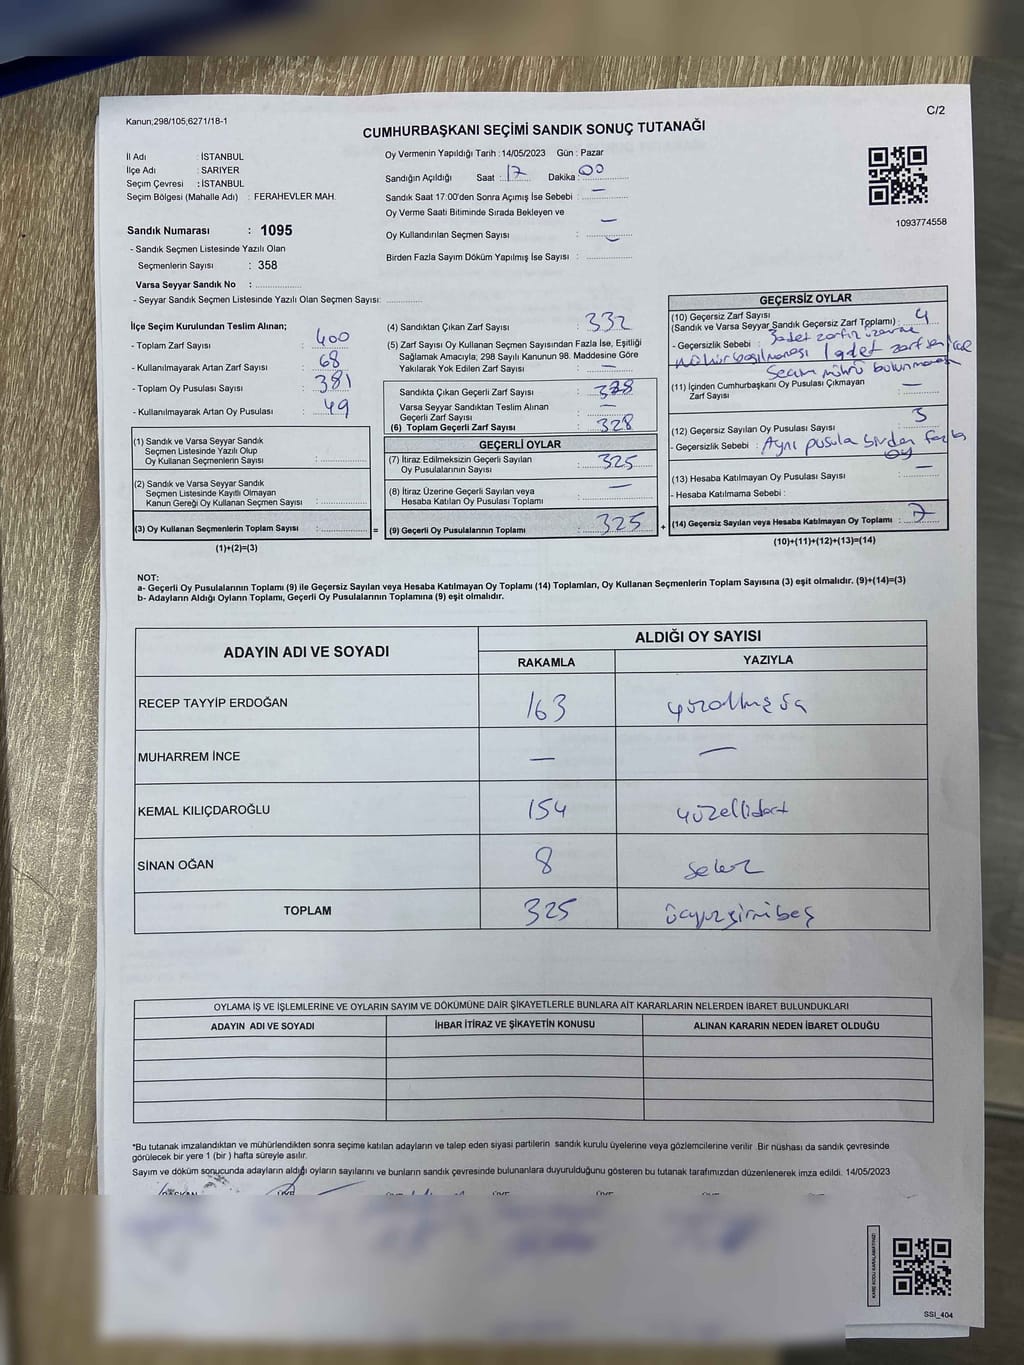 C/2
Kanun;298/105,6271/18-1
CUMHURBAŞKANI SEÇİMİ SANDIK SONUÇ TUTANAĞI
İl Adı : İSTANBUL
İlçe Adı : SARIYER
Seçim Çevresi : İSTANBUL
Seçim Bölgesi (Mahalle Adı) : FERAHEVLER MAH.
Oy Vermenin Yapıldığı Tarih : 14/05/2023 Gün : Pazar
Sandığın Açıldığı Saat : 17 Dakika : 00
Sandık Saat 17:00'den Sonra Açımış İse Sebebi : —
Oy Verme Saati Bitiminde Sırada Bekleyen ve
Oy Kullandırılan Seçmen Sayısı : —
Birden Fazla Sayım Döküm Yapılmış İse Sayısı :
1093774558
Sandık Numarası : 1095
- Sandık Seçmen Listesinde Yazılı Olan
Seçmenlerin Sayısı : 358
Varsa Seyyar Sandık No :
- Seyyar Sandık Seçmen Listesinde Yazılı Olan Seçmen Sayısı:
İlçe Seçim Kurulundan Teslim Alınan;
- Toplam Zarf Sayısı : 400
- Kullanılmayarak Artan Zarf Sayısı : 68
- Toplam Oy Pusulası Sayısı : 381
- Kullanılmayarak Artan Oy Pusulası : 49
(1) Sandık ve Varsa Seyyar Sandık
Seçmen Listesinde Yazılı Olup
Oy Kullanan Seçmenlerin Sayısı :
(2) Sandık ve Varsa Seyyar Sandık
Seçmen Listesinde Kayıtlı Olmayan
Kanun Gereği Oy Kullanan Seçmen Sayısı :
(3) Oy Kullanan Seçmenlerin Toplam Sayısı : =
(1)+(2)=(3)
(4) Sandıktan Çıkan Zarf Sayısı : 332
(5) Zarf Sayısı Oy Kullanan Seçmen Sayısından Fazla İse, Eşitliği
Sağlamak Amacıyla; 298 Sayılı Kanunun 98. Maddesine Göre
Yakılarak Yok Edilen Zarf Sayısı : —
Sandıkta Çıkan Geçerli Zarf Sayısı : 328
Varsa Seyyar Sandıktan Teslim Alınan
Geçerli Zarf Sayısı : —
(6) Toplam Geçerli Zarf Sayısı : 328
GEÇERLİ OYLAR
(7) İtiraz Edilmeksizin Geçerli Sayılan
Oy Pusulalarının Sayısı : 325
(8) İtiraz Üzerine Geçerli Sayılan veya
Hesaba Katılan Oy Pusulası Toplamı : —
(9) Geçerli Oy Pusulalarının Toplamı : 325 +
GEÇERSİZ OYLAR
(10) Geçersiz Zarf Sayısı
(Sandık ve Varsa Seyyar Sandık Geçersiz Zarf Toplamı) : 4
- Geçersizlik Sebebi : 3 adet zarfın üzerine
mühür basılmaması 1 adet zarfsen
Seçim mührü bulunmamak
(11) İçinden Cumhurbaşkanı Oy Pusulası Çıkmayan
Zarf Sayısı : —
(12) Geçersiz Sayılan Oy Pusulası Sayısı : 3
- Geçersizlik Sebebi : Aynı pusula birden fazla
oy
(13) Hesaba Katılmayan Oy Pusulası Sayısı : —
- Hesaba Katılmama Sebebi :
(14) Geçersiz Sayılan veya Hesaba Katılmayan Oy Toplamı : 7
(10)+(11)+(12)+(13)=(14)
NOT:
a- Geçerli Oy Pusulalarının Toplamı (9) ile Geçersiz Sayılan veya Hesaba Katılmayan Oy Toplamı (14) Toplamları, Oy Kullanan Seçmenlerin Toplam Sayısına (3) eşit olmalıdır. (9)+(14)=(3)
b- Adayların Aldığı Oyların Toplamı, Geçerli Oy Pusulalarının Toplamına (9) eşit olmalıdır.
ADAYIN ADI VE SOYADI
ALDIĞI OY SAYISI
RAKAMLA YAZIYLA
RECEP TAYYİP ERDOĞAN 163 yüzaltmışüç
MUHARREM İNCE — —
KEMAL KILIÇDAROĞLU 154 yüzellidört
SİNAN OĞAN 8 sekiz
TOPLAM 325 üçyüzyirmibeş
OYLAMA İŞ VE İŞLEMLERİNE VE OYLARIN SAYIM VE DÖKÜMÜNE DAİR ŞİKAYETLERLE BUNLARA AİT KARARLARIN NELERDEN İBARET BULUNDUKLARI
ADAYIN ADI VE SOYADI İHBAR İTİRAZ VE ŞİKAYETİN KONUSU ALINAN KARARIN NEDEN İBARET OLDUĞU
*Bu tutanak imzalandıktan ve mühürlendikten sonra seçime katılan adayların ve talep eden siyasi partilerin sandık kurulu üyelerine veya gözlemcilerine verilir. Bir nüshası da sandık çevresinde
görülecek bir yere 1 (bir) hafta süreyle asılır.
Sayım ve döküm sonucunda adayların aldığı oyların sayılarını ve bunların sandık çevresinde bulunanlara duyurulduğunu gösteren bu tutanak tarafımızdan düzenlenerek imza edildi. 14/05/2023
KARE KODU KARALAMAYINIZ!
SSİ_404